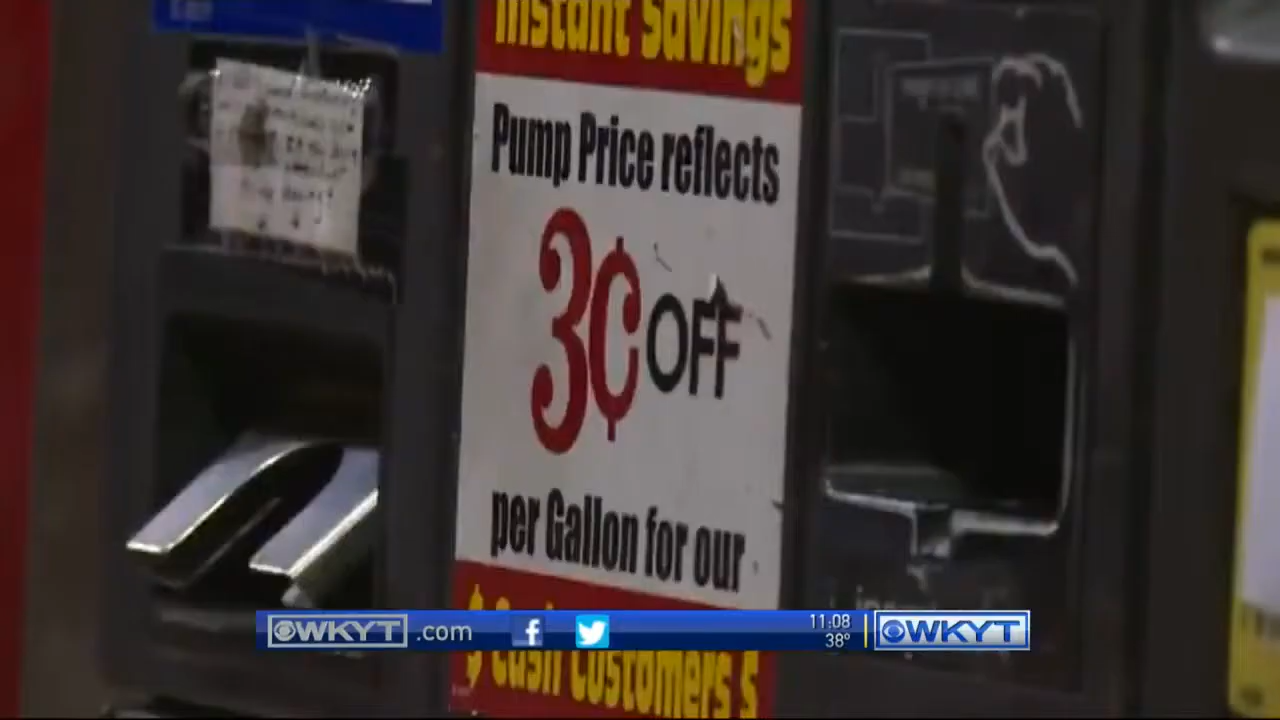 Instant Savings
Pump Price reflects
3¢ OFF
per Gallon for our
$ Cash Customers $
WKYT .com
11:08
38°
WKYT